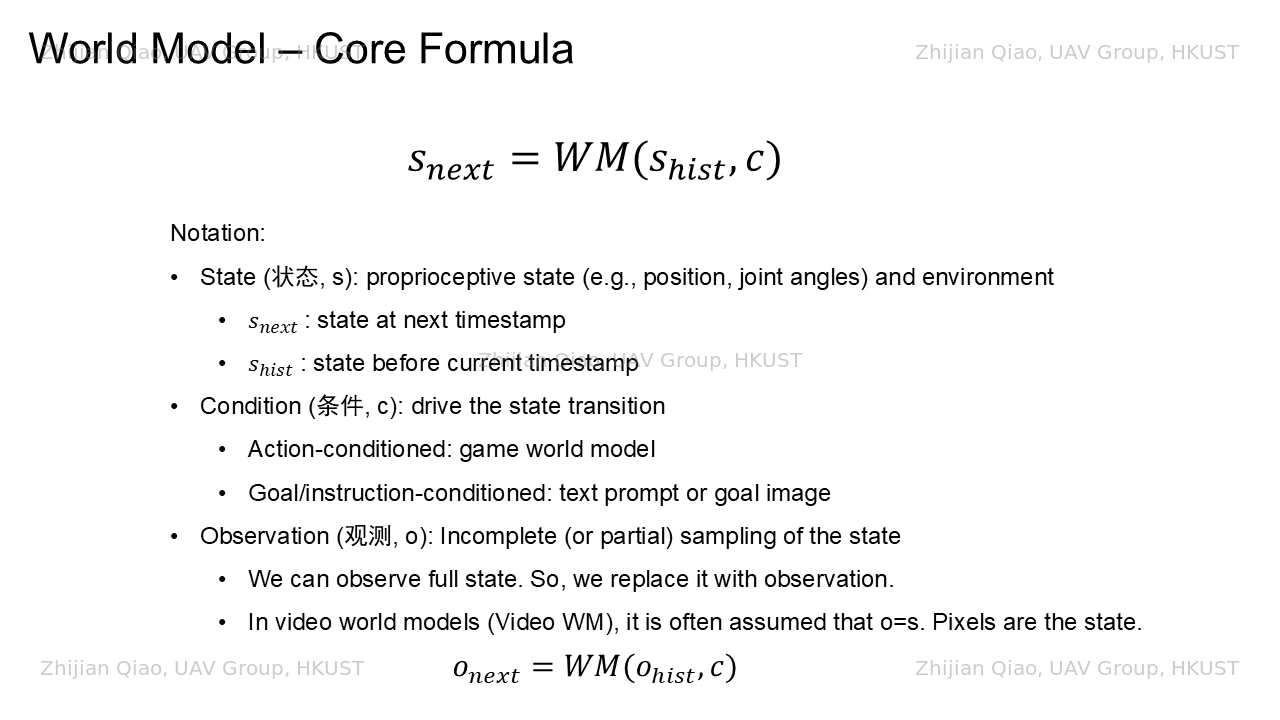 World Model – Core Formula
Zhijian Qiao, UAV Group, HKUST
Zhijian Qiao, UAV Group, HKUST
s_next = WM(s_hist, c)
Notation:
• State (状态, s): proprioceptive state (e.g., position, joint angles) and environment
• s_next : state at next timestamp
• s_hist : state before current timestamp
Zhijian Qiao, UAV Group, HKUST
• Condition (条件, c): drive the state transition
• Action-conditioned: game world model
• Goal/instruction-conditioned: text prompt or goal image
• Observation (观测, o): Incomplete (or partial) sampling of the state
• We can observe full state. So, we replace it with observation.
• In video world models (Video WM), it is often assumed that o=s. Pixels are the state.
Zhijian Qiao, UAV Group, HKUST
o_next = WM(o_hist, c)
Zhijian Qiao, UAV Group, HKUST